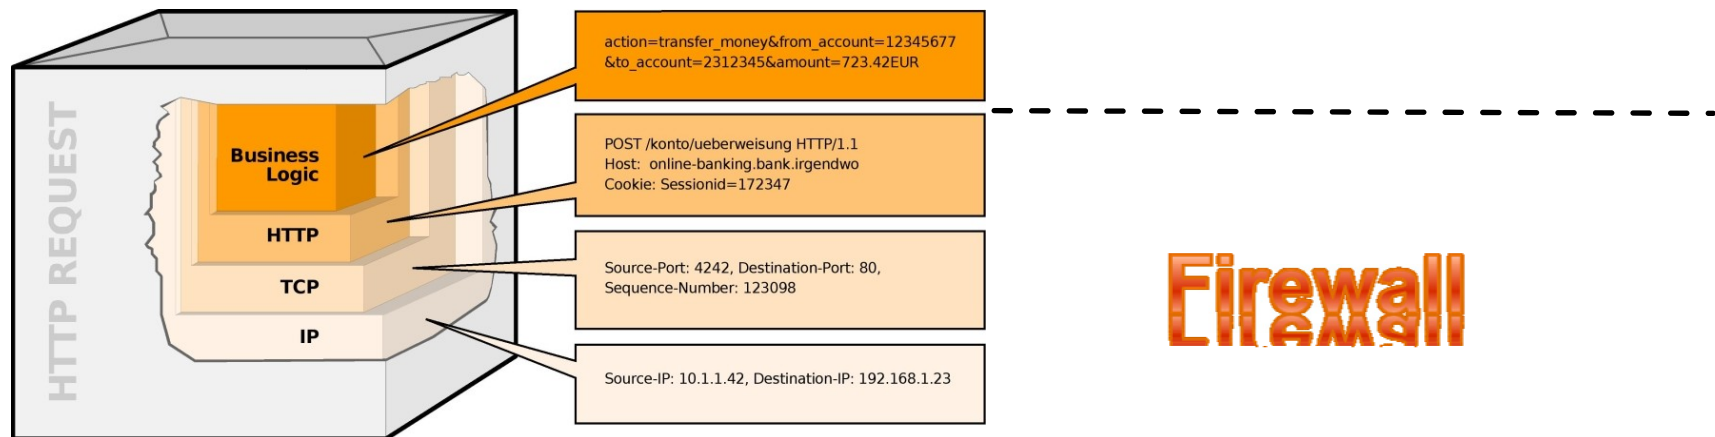 HTTP REQUEST
Business
Logic
HTTP
TCP
IP
action=transfer_money&from_account=12345677
&to_account=2312345&amount=723.42EUR
POST /konto/ueberweisung HTTP/1.1
Host:  online-banking.bank.irgendwo
Cookie: Sessionid=172347
Source-Port: 4242, Destination-Port: 80,
Sequence-Number: 123098
Source-IP: 10.1.1.42, Destination-IP: 192.168.1.23
Firewall